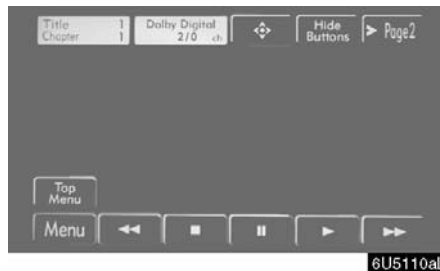 Title 1
Chapter 1
Dolby Digital
2/0 ch
Hide
Buttons
> Page2
Top
Menu
Menu
6U5110al